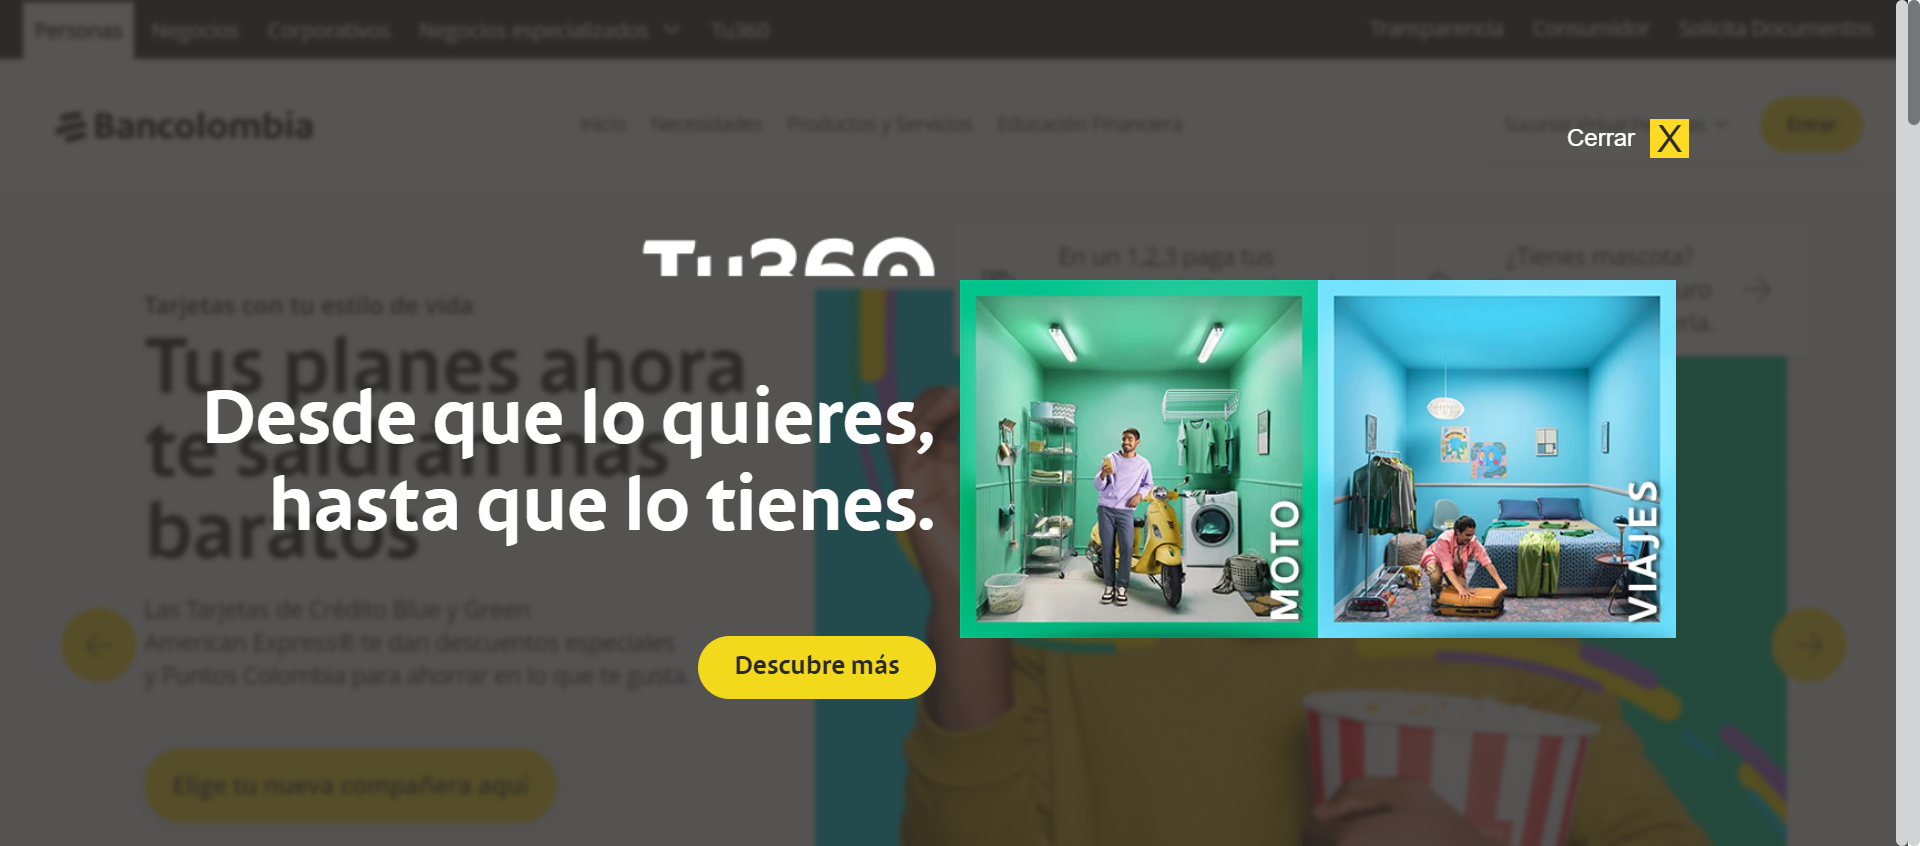 Personas Negocios Corporativos Negocios especializados Tu360 Transparencia Consumidor Solicita Documentos
Bancolombia Inicio Necesidades Productos y Servicios Educación Financiera Sucursal Virtual Entrar
Cerrar X
Tu360
En un 1,2,3 paga tus
¿Tienes mascota?
Tarjetas con tu estilo de vida
Tus planes ahora
te saldrán más
baratos
Desde que lo quieres,
hasta que lo tienes.
MOTO
VIAJES
Las Tarjetas de Crédito Blue y Green
American Express® te dan descuentos especiales
y Puntos Colombia para ahorrar en lo que te gusta.
Descubre más
Elige tu nueva compañera aquí